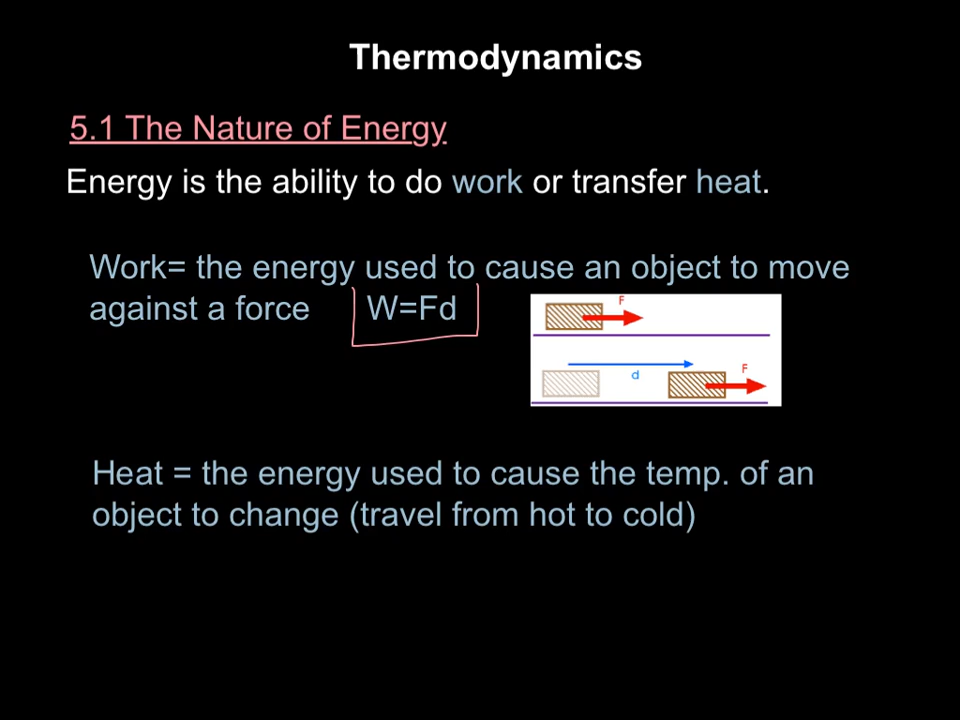 Thermodynamics
5.1 The Nature of Energy
Energy is the ability to do work or transfer heat.
Work= the energy used to cause an object to move
against a force W=Fd
F
d
F
Heat = the energy used to cause the temp. of an
object to change (travel from hot to cold)